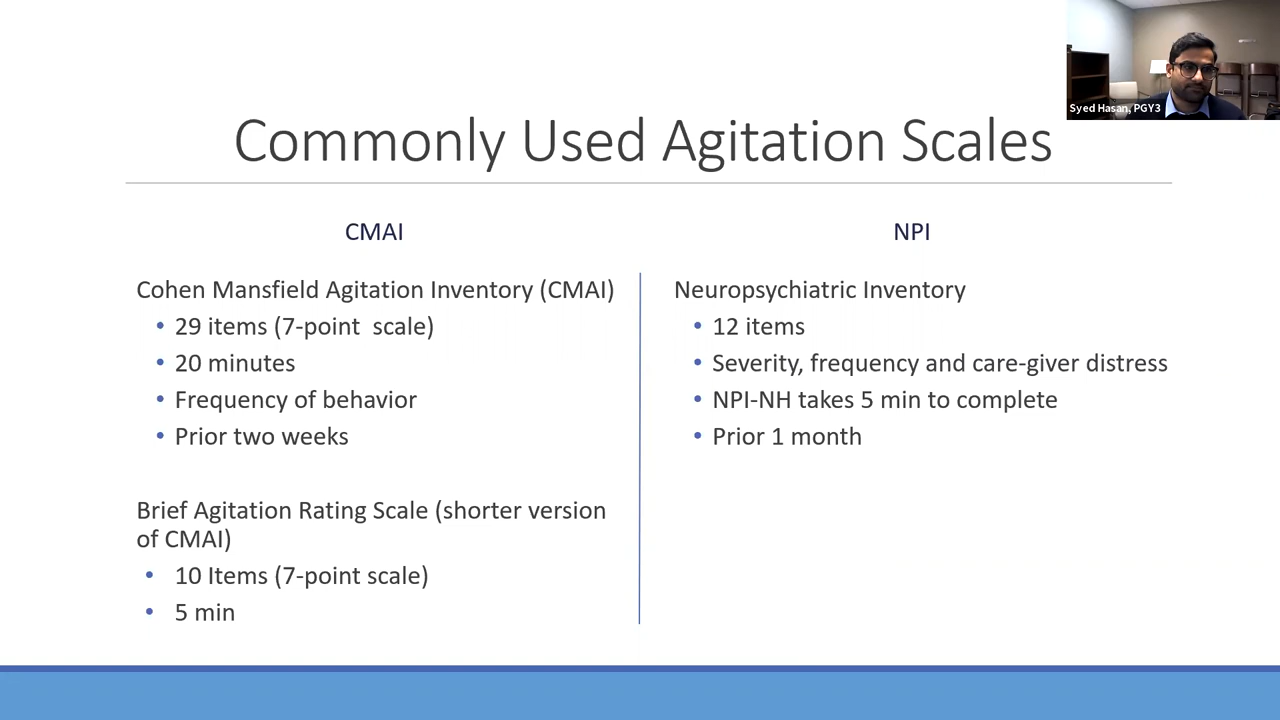 Syed Hasan, PGY3
Commonly Used Agitation Scales
CMAI
Cohen Mansfield Agitation Inventory (CMAI)
• 29 items (7-point  scale)
• 20 minutes
• Frequency of behavior
• Prior two weeks
Brief Agitation Rating Scale (shorter version
of CMAI)
• 10 Items (7-point scale)
• 5 min
NPI
Neuropsychiatric Inventory
• 12 items
• Severity, frequency and care-giver distress
• NPI-NH takes 5 min to complete
• Prior 1 month